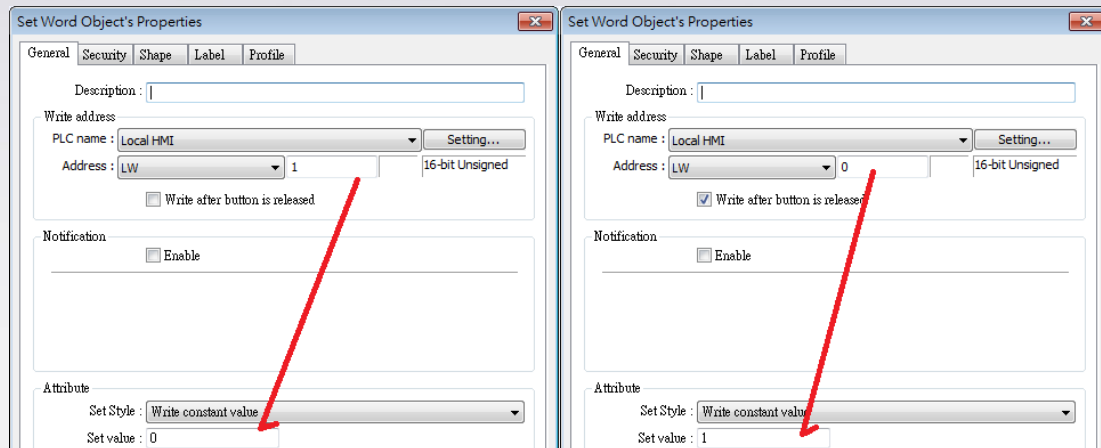 Set Word Object's Properties
General Security Shape Label Profile
Description :
Write address
PLC name : Local HMI Setting...
Address : LW 1 16-bit Unsigned
Write after button is released
Notification
Enable
Attribute
Set Style : Write constant value
Set value : 0
Set Word Object's Properties
General Security Shape Label Profile
Description :
Write address
PLC name : Local HMI Setting...
Address : LW 0 16-bit Unsigned
Write after button is released
Notification
Enable
Attribute
Set Style : Write constant value
Set value : 1